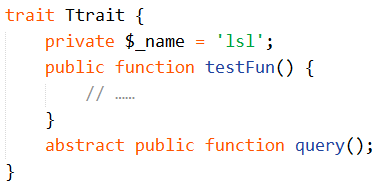 trait Ttrait {
    private $_name = 'lsl';
    public function testFun() {
        // ……
    }
    abstract public function query();
}